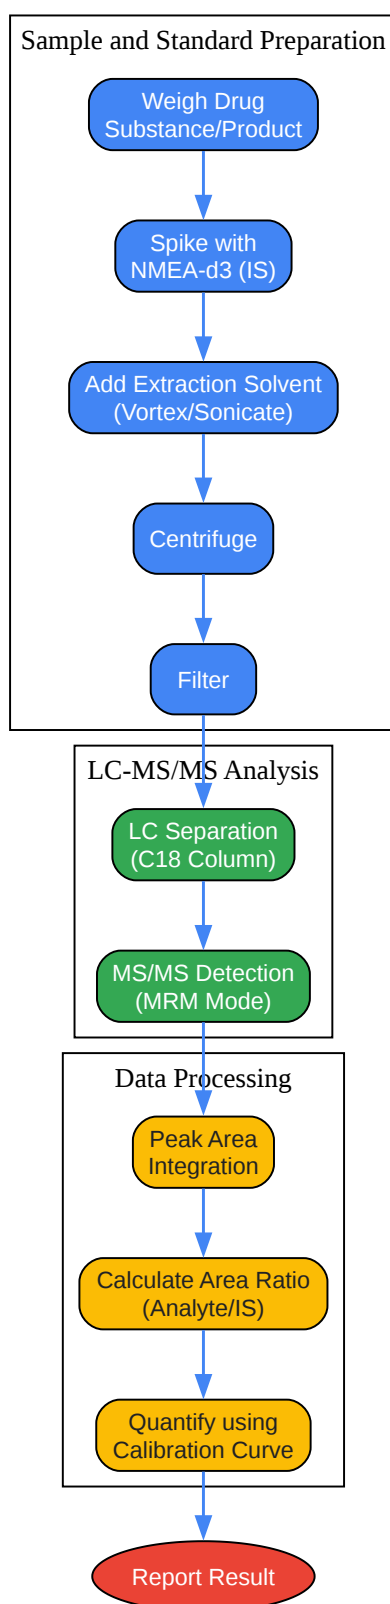 Sample and Standard Preparation
Weigh Drug
Substance/Product
Spike with
NMEA-d3 (IS)
Add Extraction Solvent
(Vortex/Sonicate)
Centrifuge
Filter
LC-MS/MS Analysis
LC Separation
(C18 Column)
MS/MS Detection
(MRM Mode)
Data Processing
Peak Area
Integration
Calculate Area Ratio
(Analyte/IS)
Quantify using
Calibration Curve
Report Result